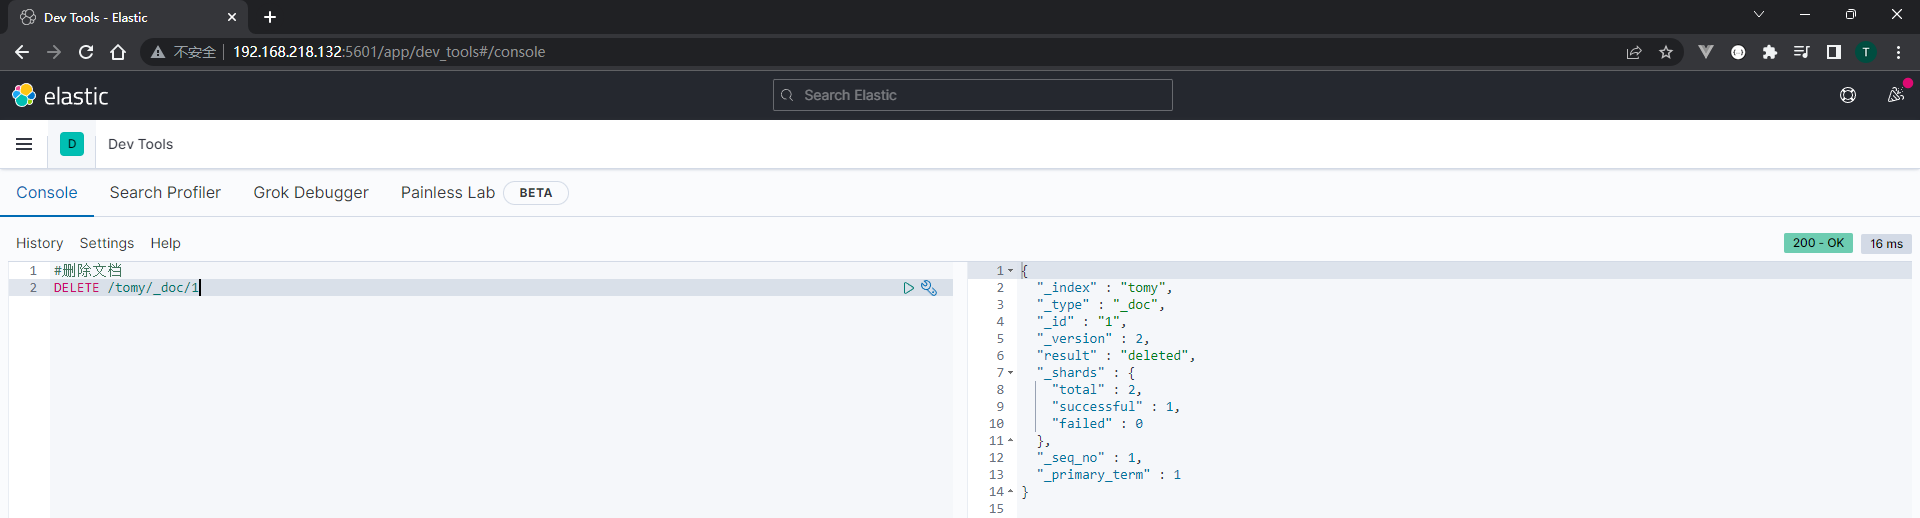 Dev Tools - Elastic
不安全 192.168.218.132:5601/app/dev_tools#/console
T
elastic
Search Elastic
D Dev Tools
Console Search Profiler Grok Debugger Painless Lab BETA
History Settings Help
200 - OK 16 ms
1 #删除文档
2 DELETE /tomy/_doc/1
1 {
2 "_index" : "tomy",
3 "_type" : "_doc",
4 "_id" : "1",
5 "_version" : 2,
6 "result" : "deleted",
7 "_shards" : {
8 "total" : 2,
9 "successful" : 1,
10 "failed" : 0
11 },
12 "_seq_no" : 1,
13 "_primary_term" : 1
14 }
15